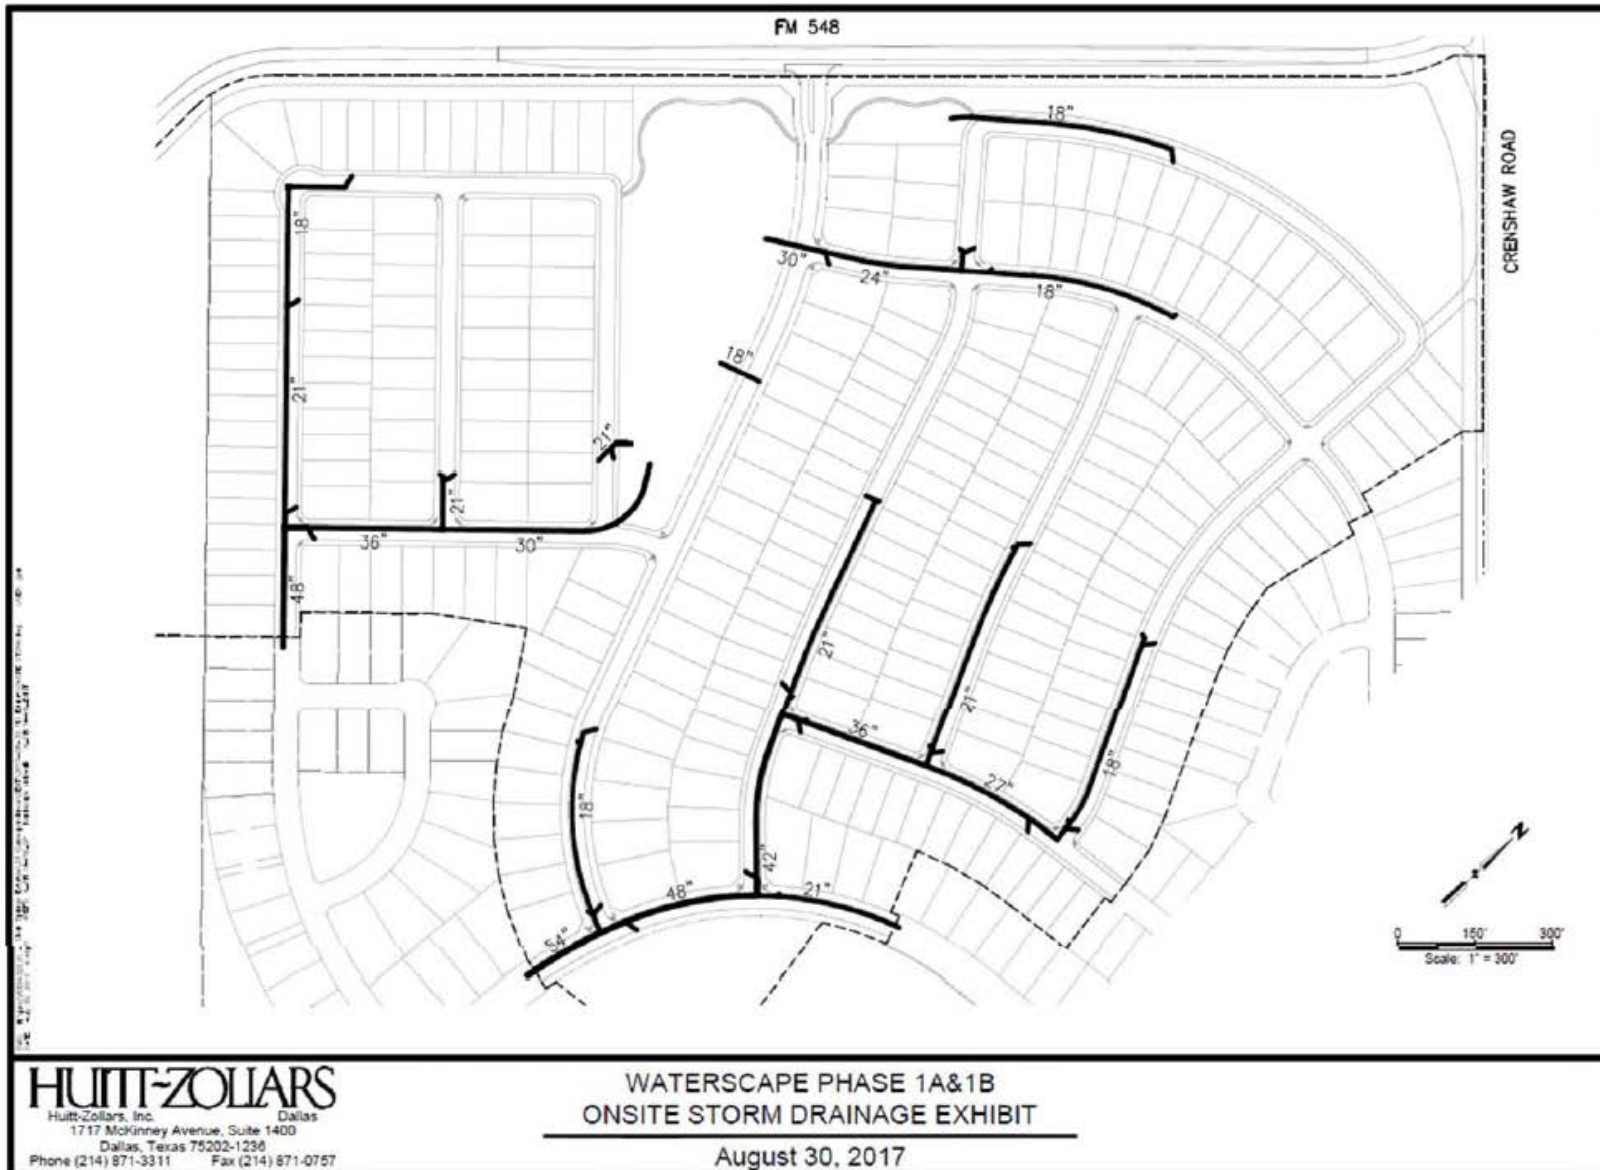 FM 548
18"
CRENSHAW ROAD
18"
30"
24"
18"
18"
21"
21"
21"
36"
30"
48"
21"
21"
36"
27"
18"
18"
42"
48"
21"
54"
N
0 150' 300'
Scale: 1" = 300'
HUITT-ZOLLARS
Huitt-Zollars, Inc. Dallas
1717 McKinney Avenue, Suite 1400
Dallas, Texas 75202-1236
Phone (214) 871-3311 Fax (214) 871-0757
WATERSCAPE PHASE 1A&1B
ONSITE STORM DRAINAGE EXHIBIT
August 30, 2017